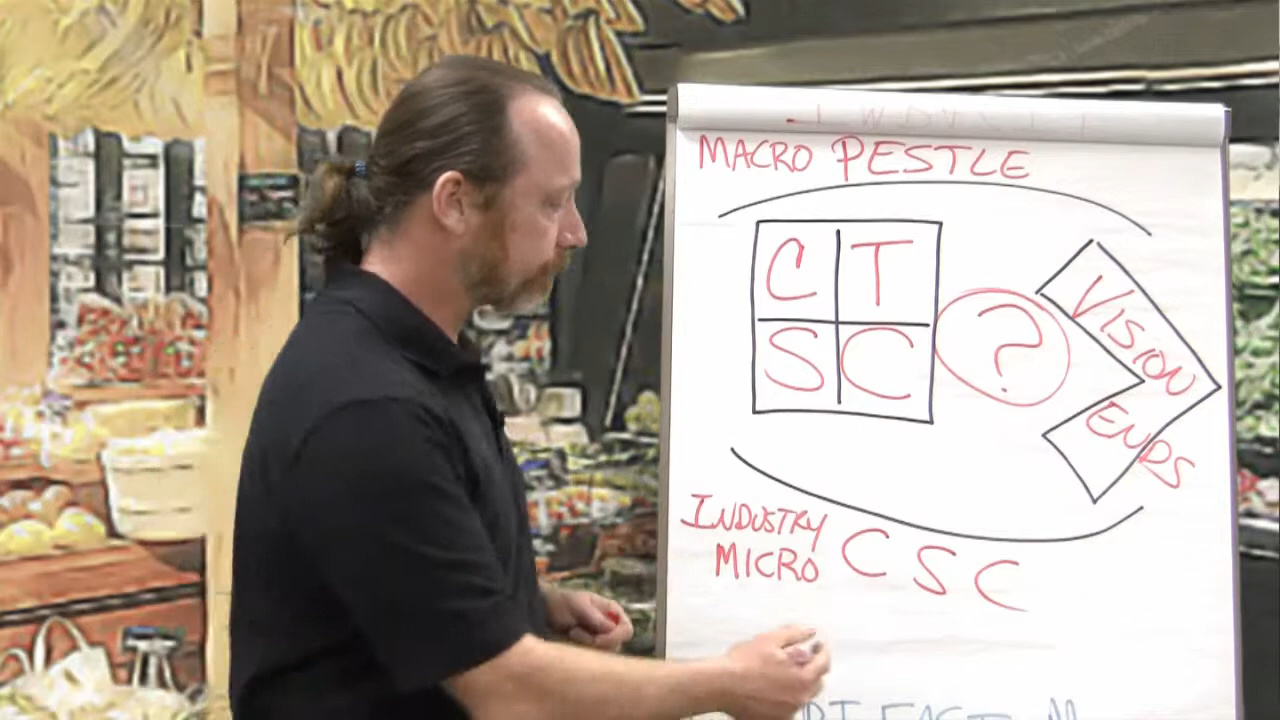 MACRO PESTLE
C T
S C
?
VISION
ENDS
INDUSTRY
MICRO C S C